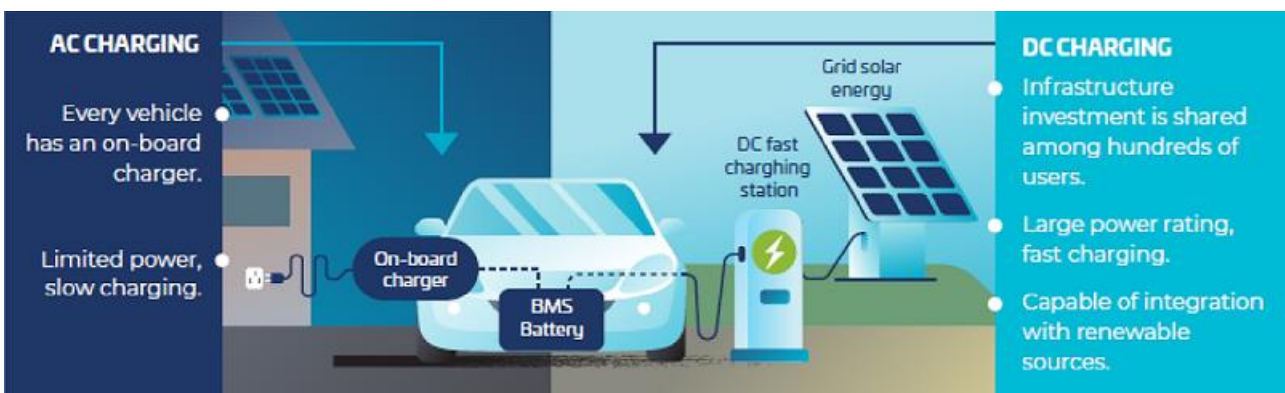 AC CHARGING
Every vehicle
has an on-board
charger.
Limited power,
slow charging.
On-board
charger
BMS
Battery
DC fast
charghing
station
Grid solar
energy
DC CHARGING
Infrastructure
investment is shared
among hundreds of
users.
Large power rating,
fast charging.
Capable of integration
with renewable
sources.